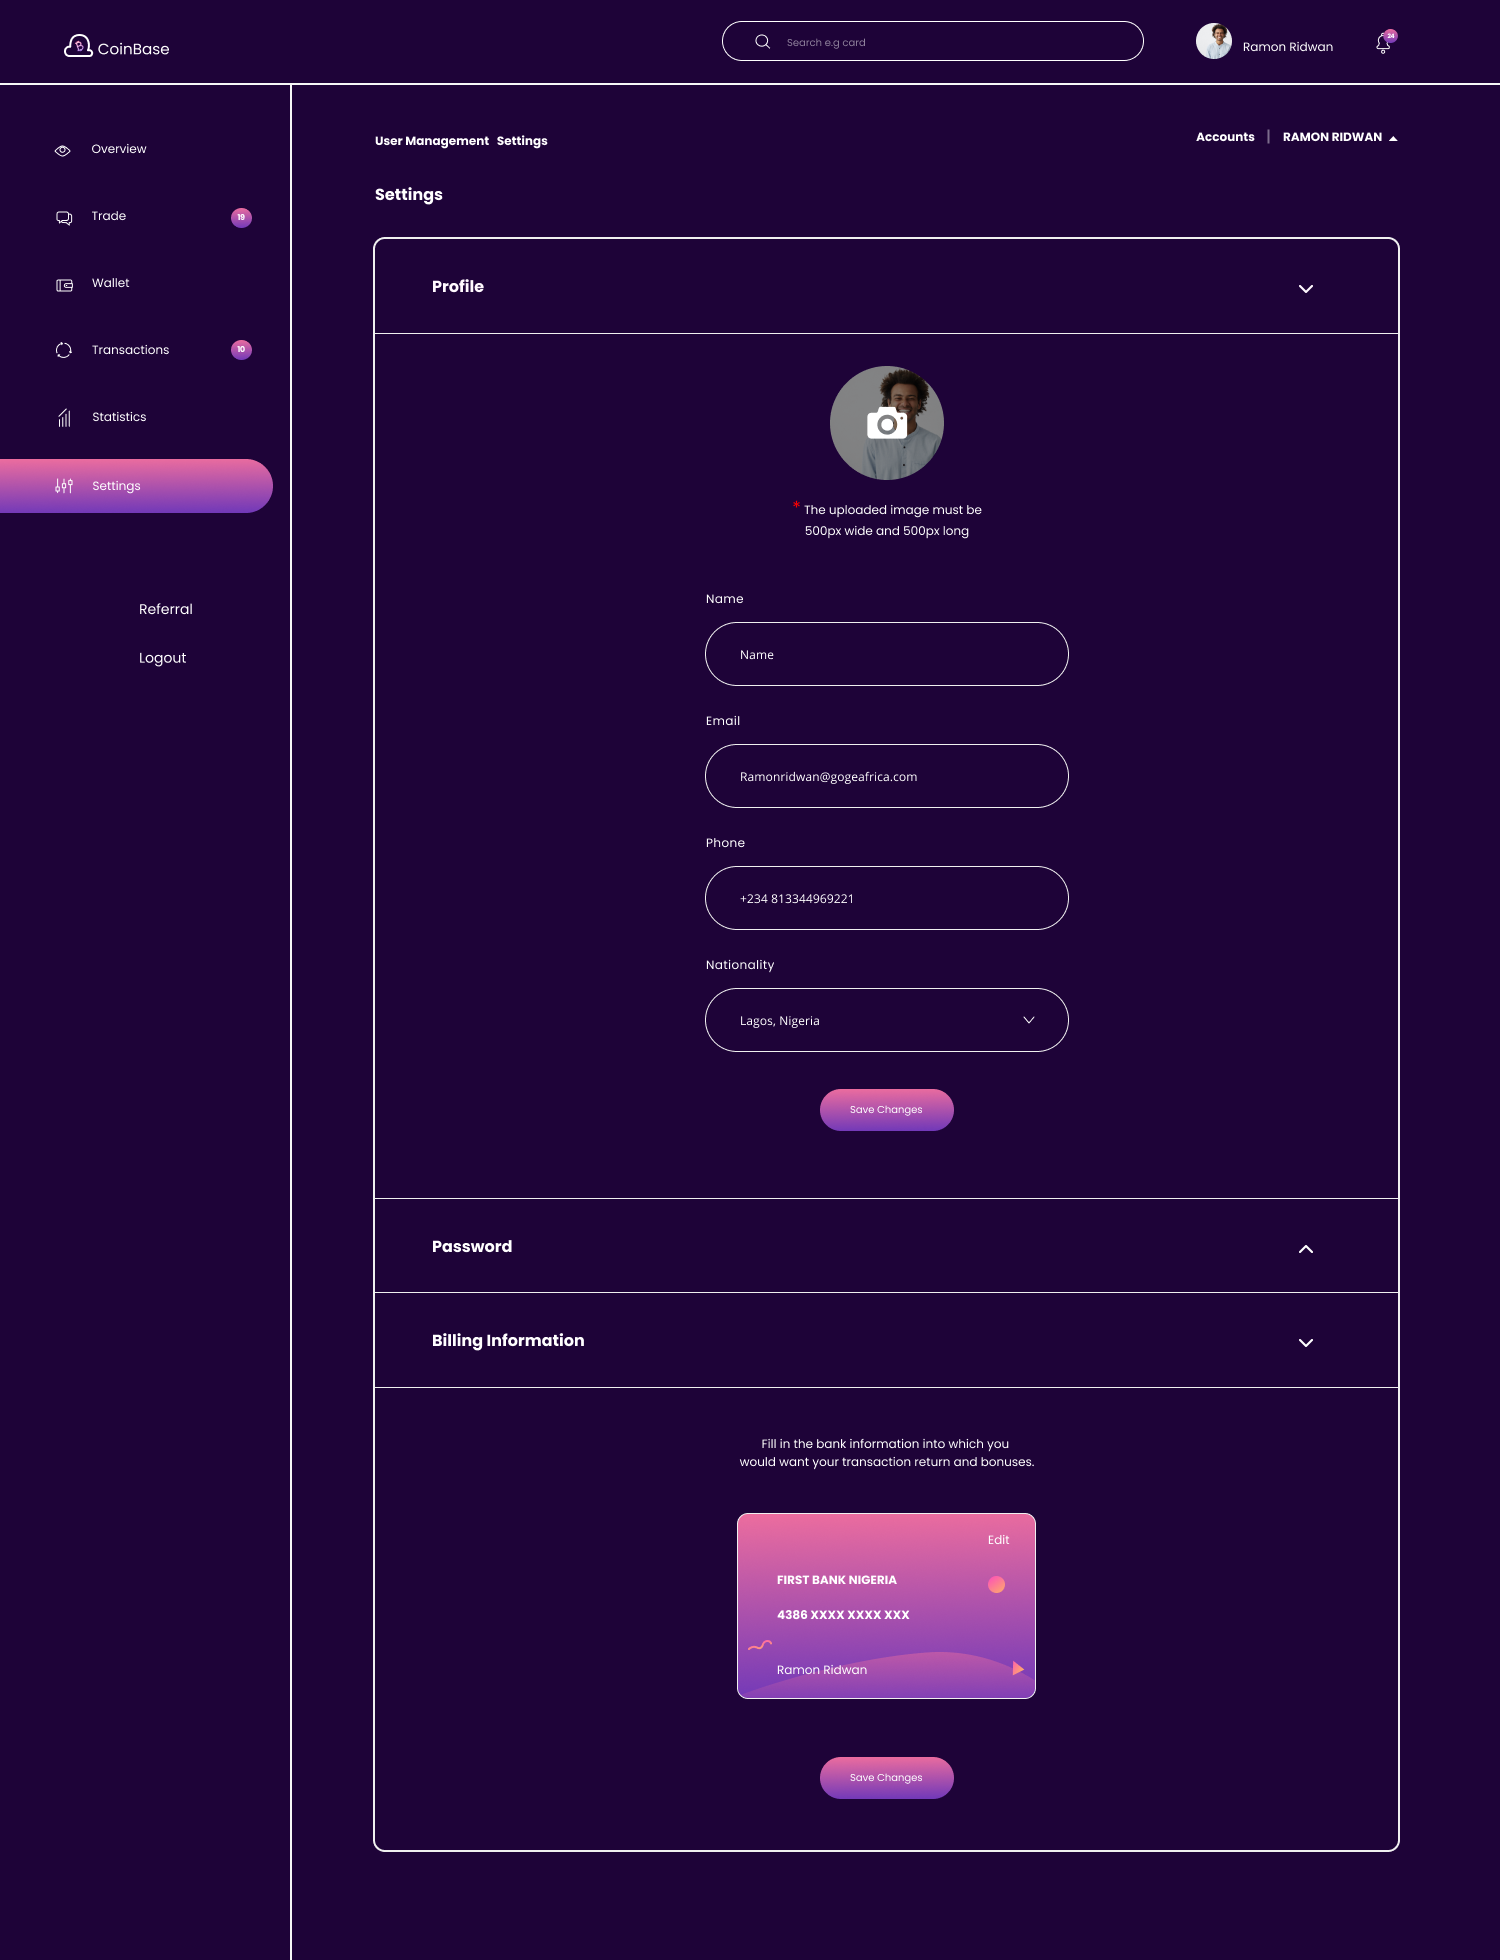 CoinBase
Search e.g card
Ramon Ridwan
24
Overview
Trade
19
Wallet
Transactions
10
Statistics
Settings
Referral
Logout
User Management Settings
Accounts | RAMON RIDWAN
Settings
Profile
* The uploaded image must be
500px wide and 500px long
Name
Name
Email
Ramonridwan@gogeafrica.com
Phone
+234 813344969221
Nationality
Lagos, Nigeria
Save Changes
Password
Billing Information
Fill in the bank information into which you
would want your transaction return and bonuses.
Edit
FIRST BANK NIGERIA
4386 XXXX XXXX XXX
Ramon Ridwan
Save Changes